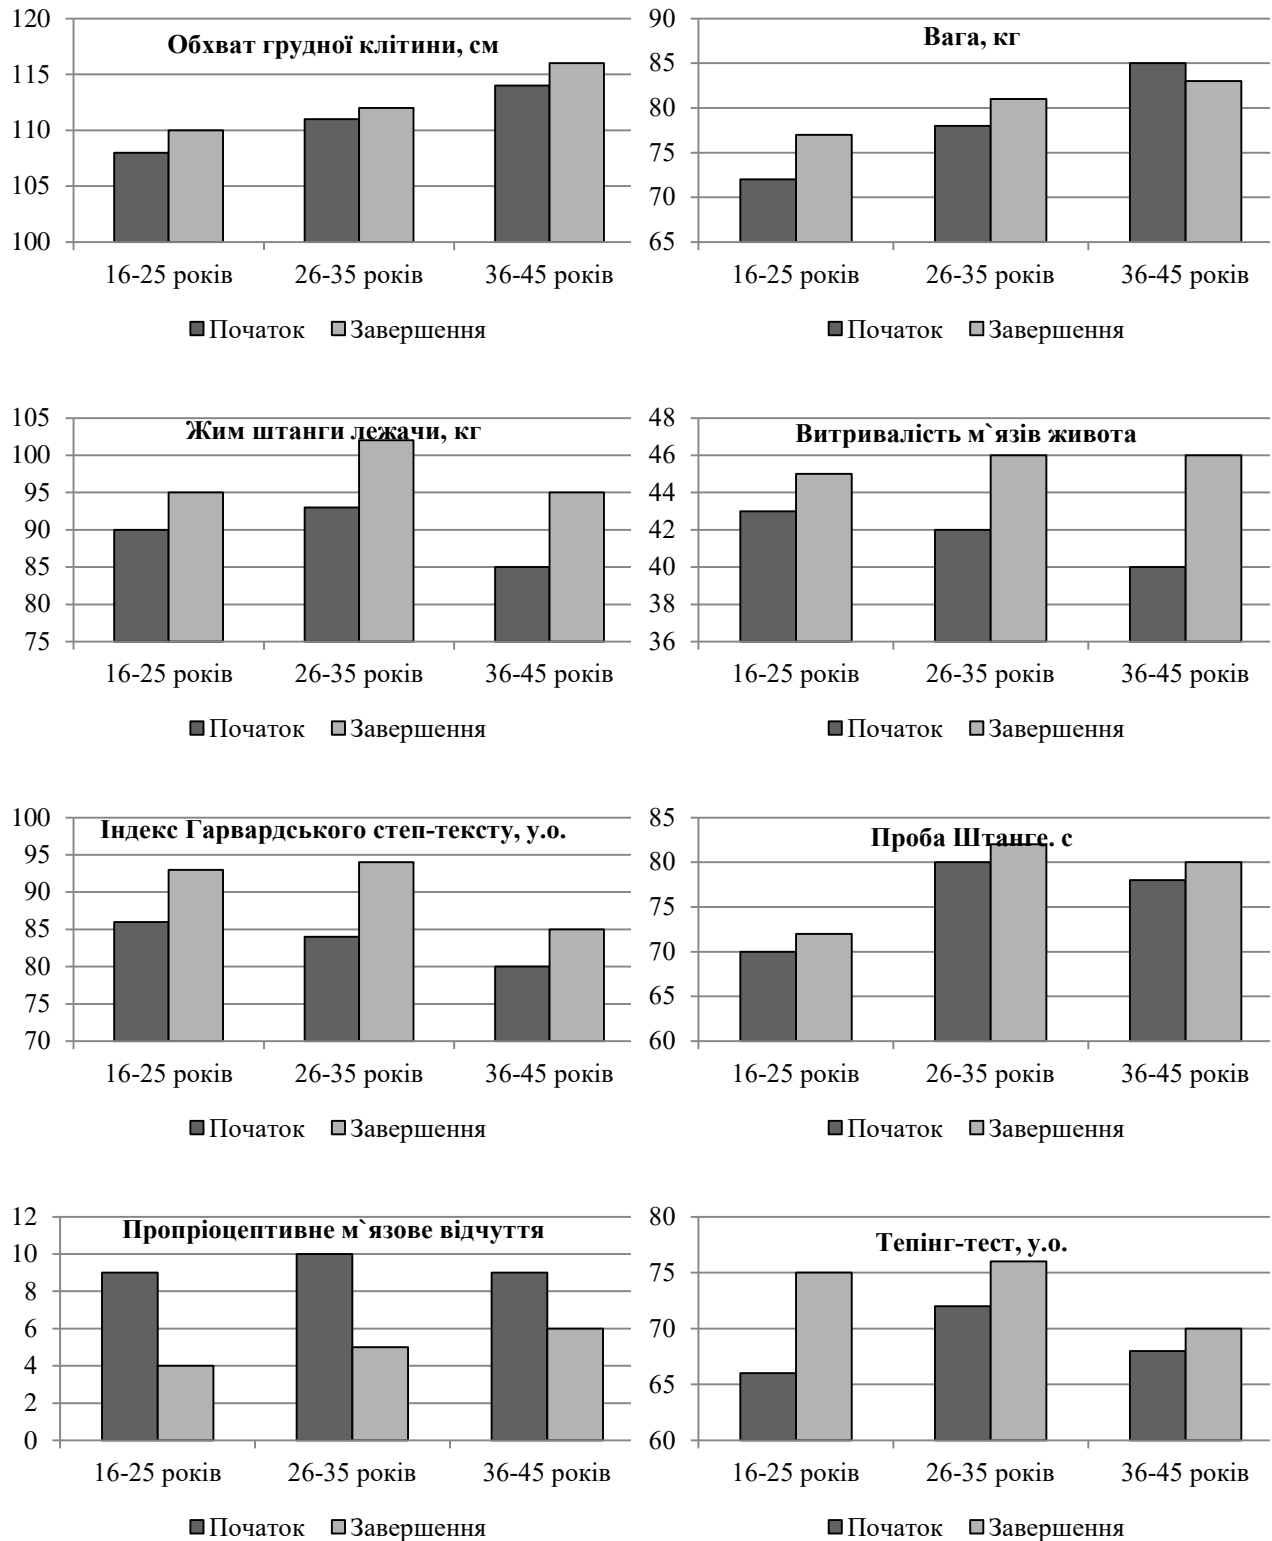 Обхват грудної клітини, см
120
115
110
105
100
16-25 років 26-35 років 36-45 років
Початок Завершення
Вага, кг
90
85
80
75
70
65
16-25 років 26-35 років 36-45 років
Початок Завершення
Жим штанги лежачи, кг
105
100
95
90
85
80
75
16-25 років 26-35 років 36-45 років
Початок Завершення
Витривалість м`язів живота
48
46
44
42
40
38
36
16-25 років 26-35 років 36-45 років
Початок Завершення
Індекс Гарвардського степ-тексту, у.о.
100
95
90
85
80
75
70
16-25 років 26-35 років 36-45 років
Початок Завершення
Проба Штанге. с
85
80
75
70
65
60
16-25 років 26-35 років 36-45 років
Початок Завершення
Пропріоцептивне м`язове відчуття
12
10
8
6
4
2
0
16-25 років 26-35 років 36-45 років
Початок Завершення
Тепінг-тест, у.о.
80
75
70
65
60
16-25 років 26-35 років 36-45 років
Початок Завершення